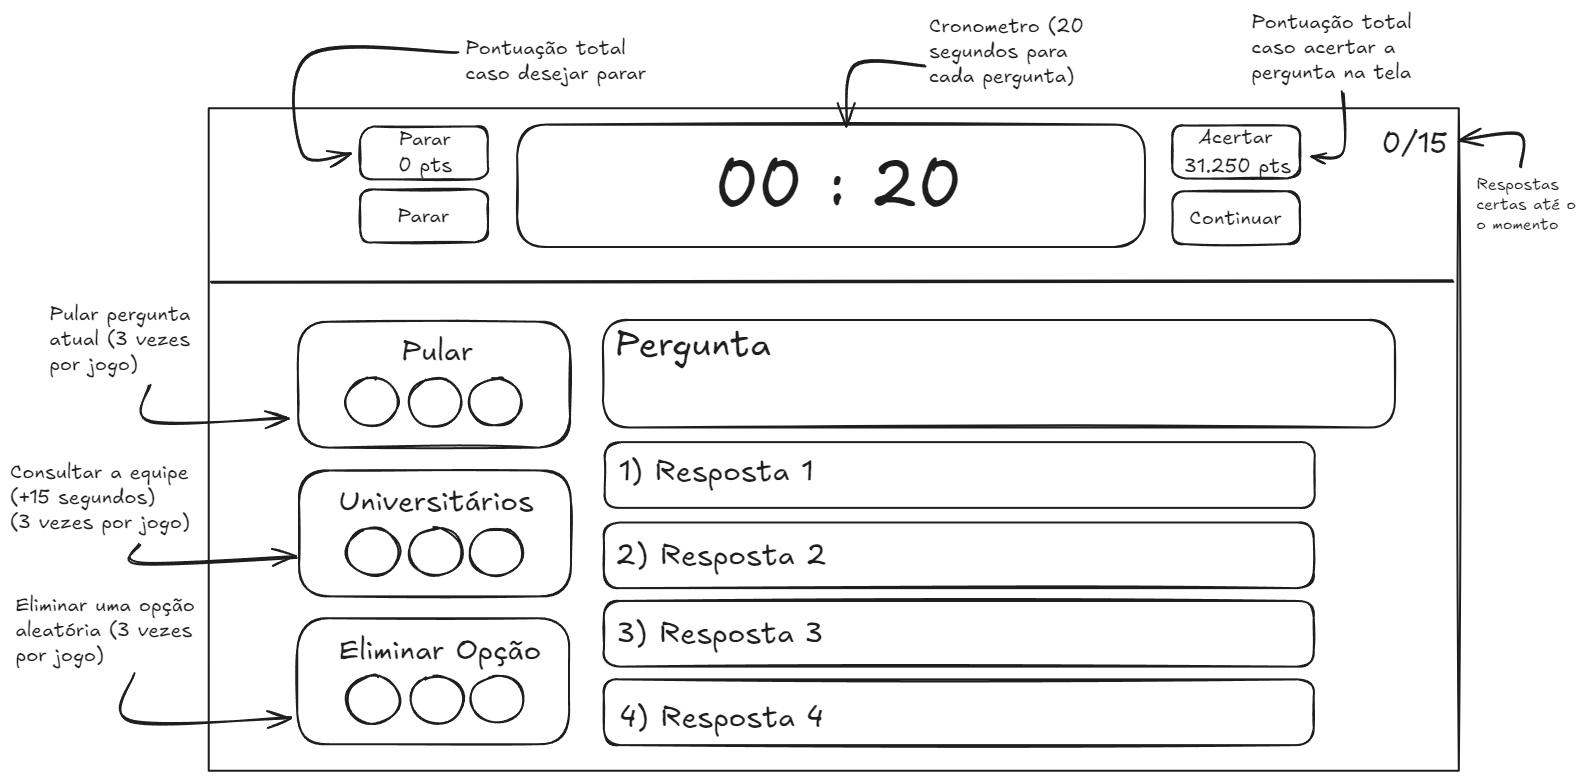 Pontuação total
caso desejar parar
Cronometro (20
segundos para
cada pergunta)
Pontuação total
caso acertar a
pergunta na tela
Parar
0 pts
Parar
00 : 20
Acertar
31.250 pts
Continuar
0/15
Respostas
certas até o
o momento
Pular pergunta
atual (3 vezes
por jogo)
Pular
Pergunta
Consultar a equipe
(+15 segundos)
(3 vezes por jogo)
Universitários
1) Resposta 1
2) Resposta 2
Eliminar uma opção
aleatória (3 vezes
por jogo)
Eliminar Opção
3) Resposta 3
4) Resposta 4